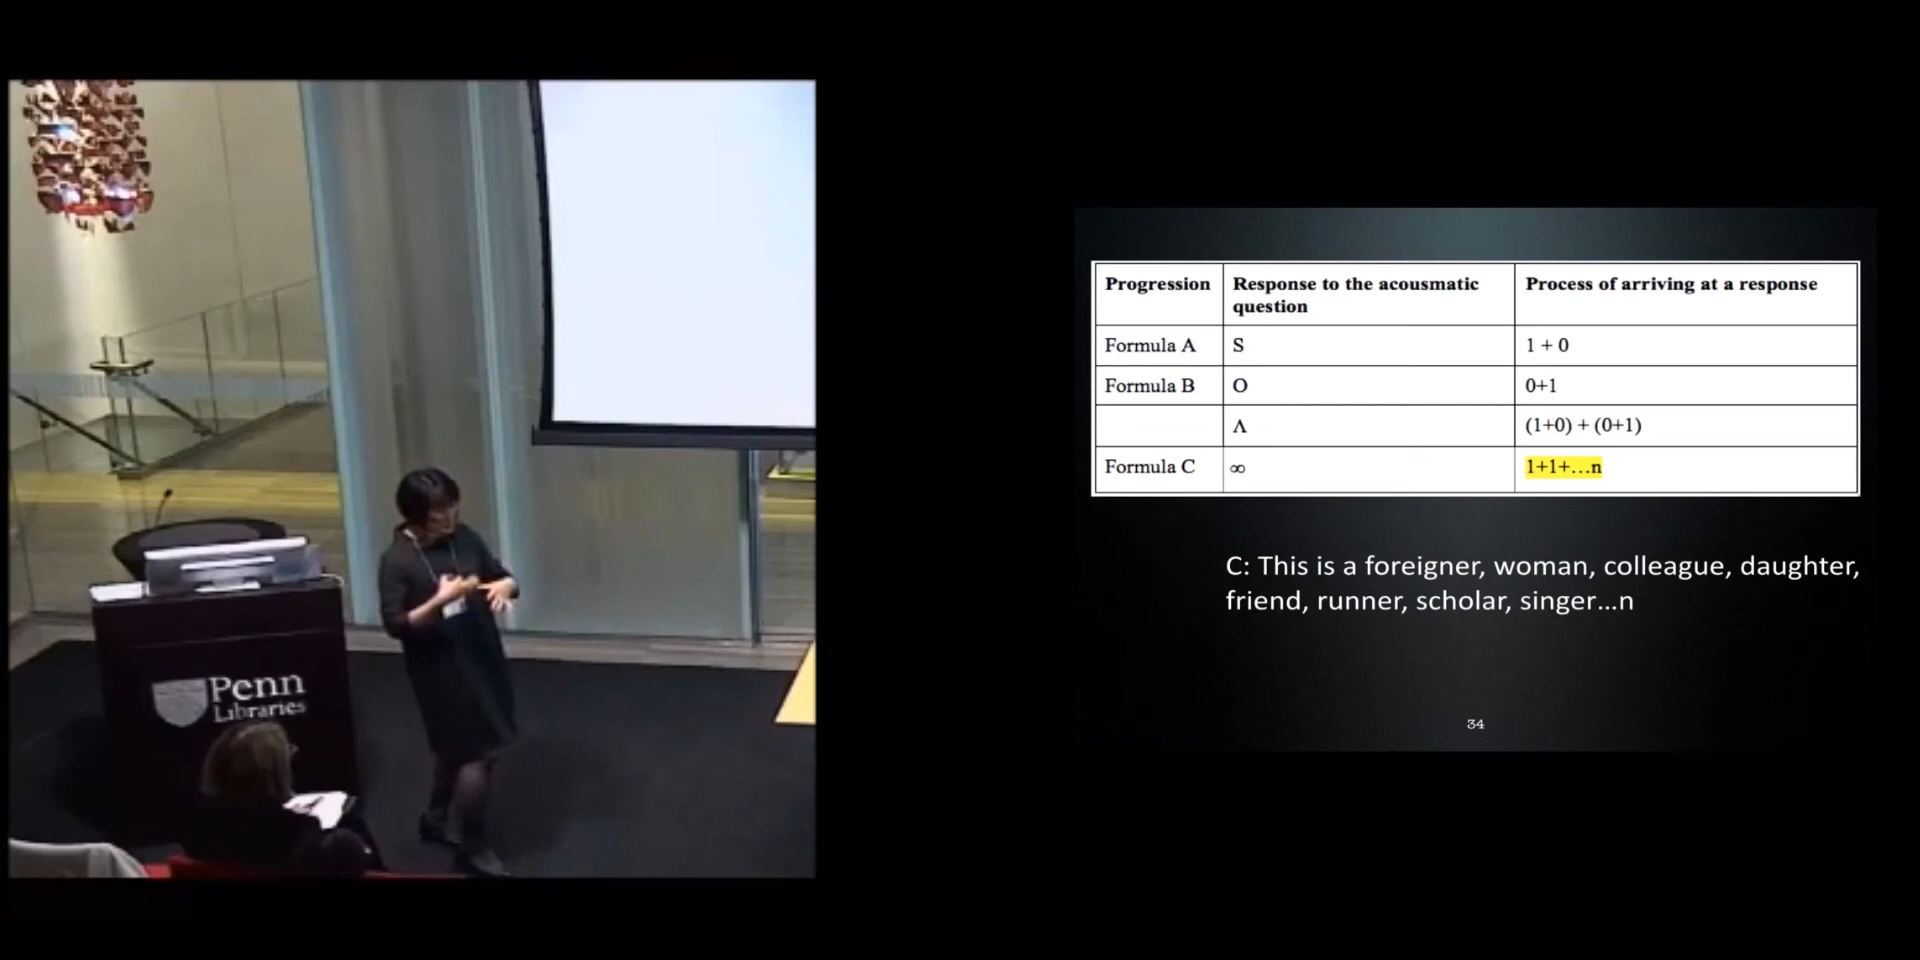 Penn
Libraries
Progression Response to the acousmatic question Process of arriving at a response
Formula A S 1 + 0
Formula B O 0+1
Λ (1+0) + (0+1)
Formula C ∞ 1+1+…n
C: This is a foreigner, woman, colleague, daughter,
friend, runner, scholar, singer…n
34